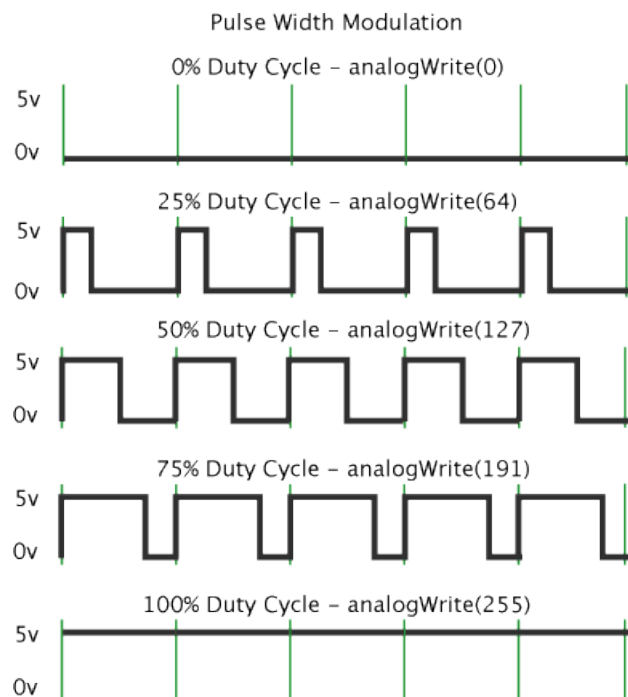 Pulse Width Modulation
0% Duty Cycle – analogWrite(0)
5v
0v
25% Duty Cycle – analogWrite(64)
5v
0v
50% Duty Cycle – analogWrite(127)
5v
0v
75% Duty Cycle – analogWrite(191)
5v
0v
100% Duty Cycle – analogWrite(255)
5v
0v